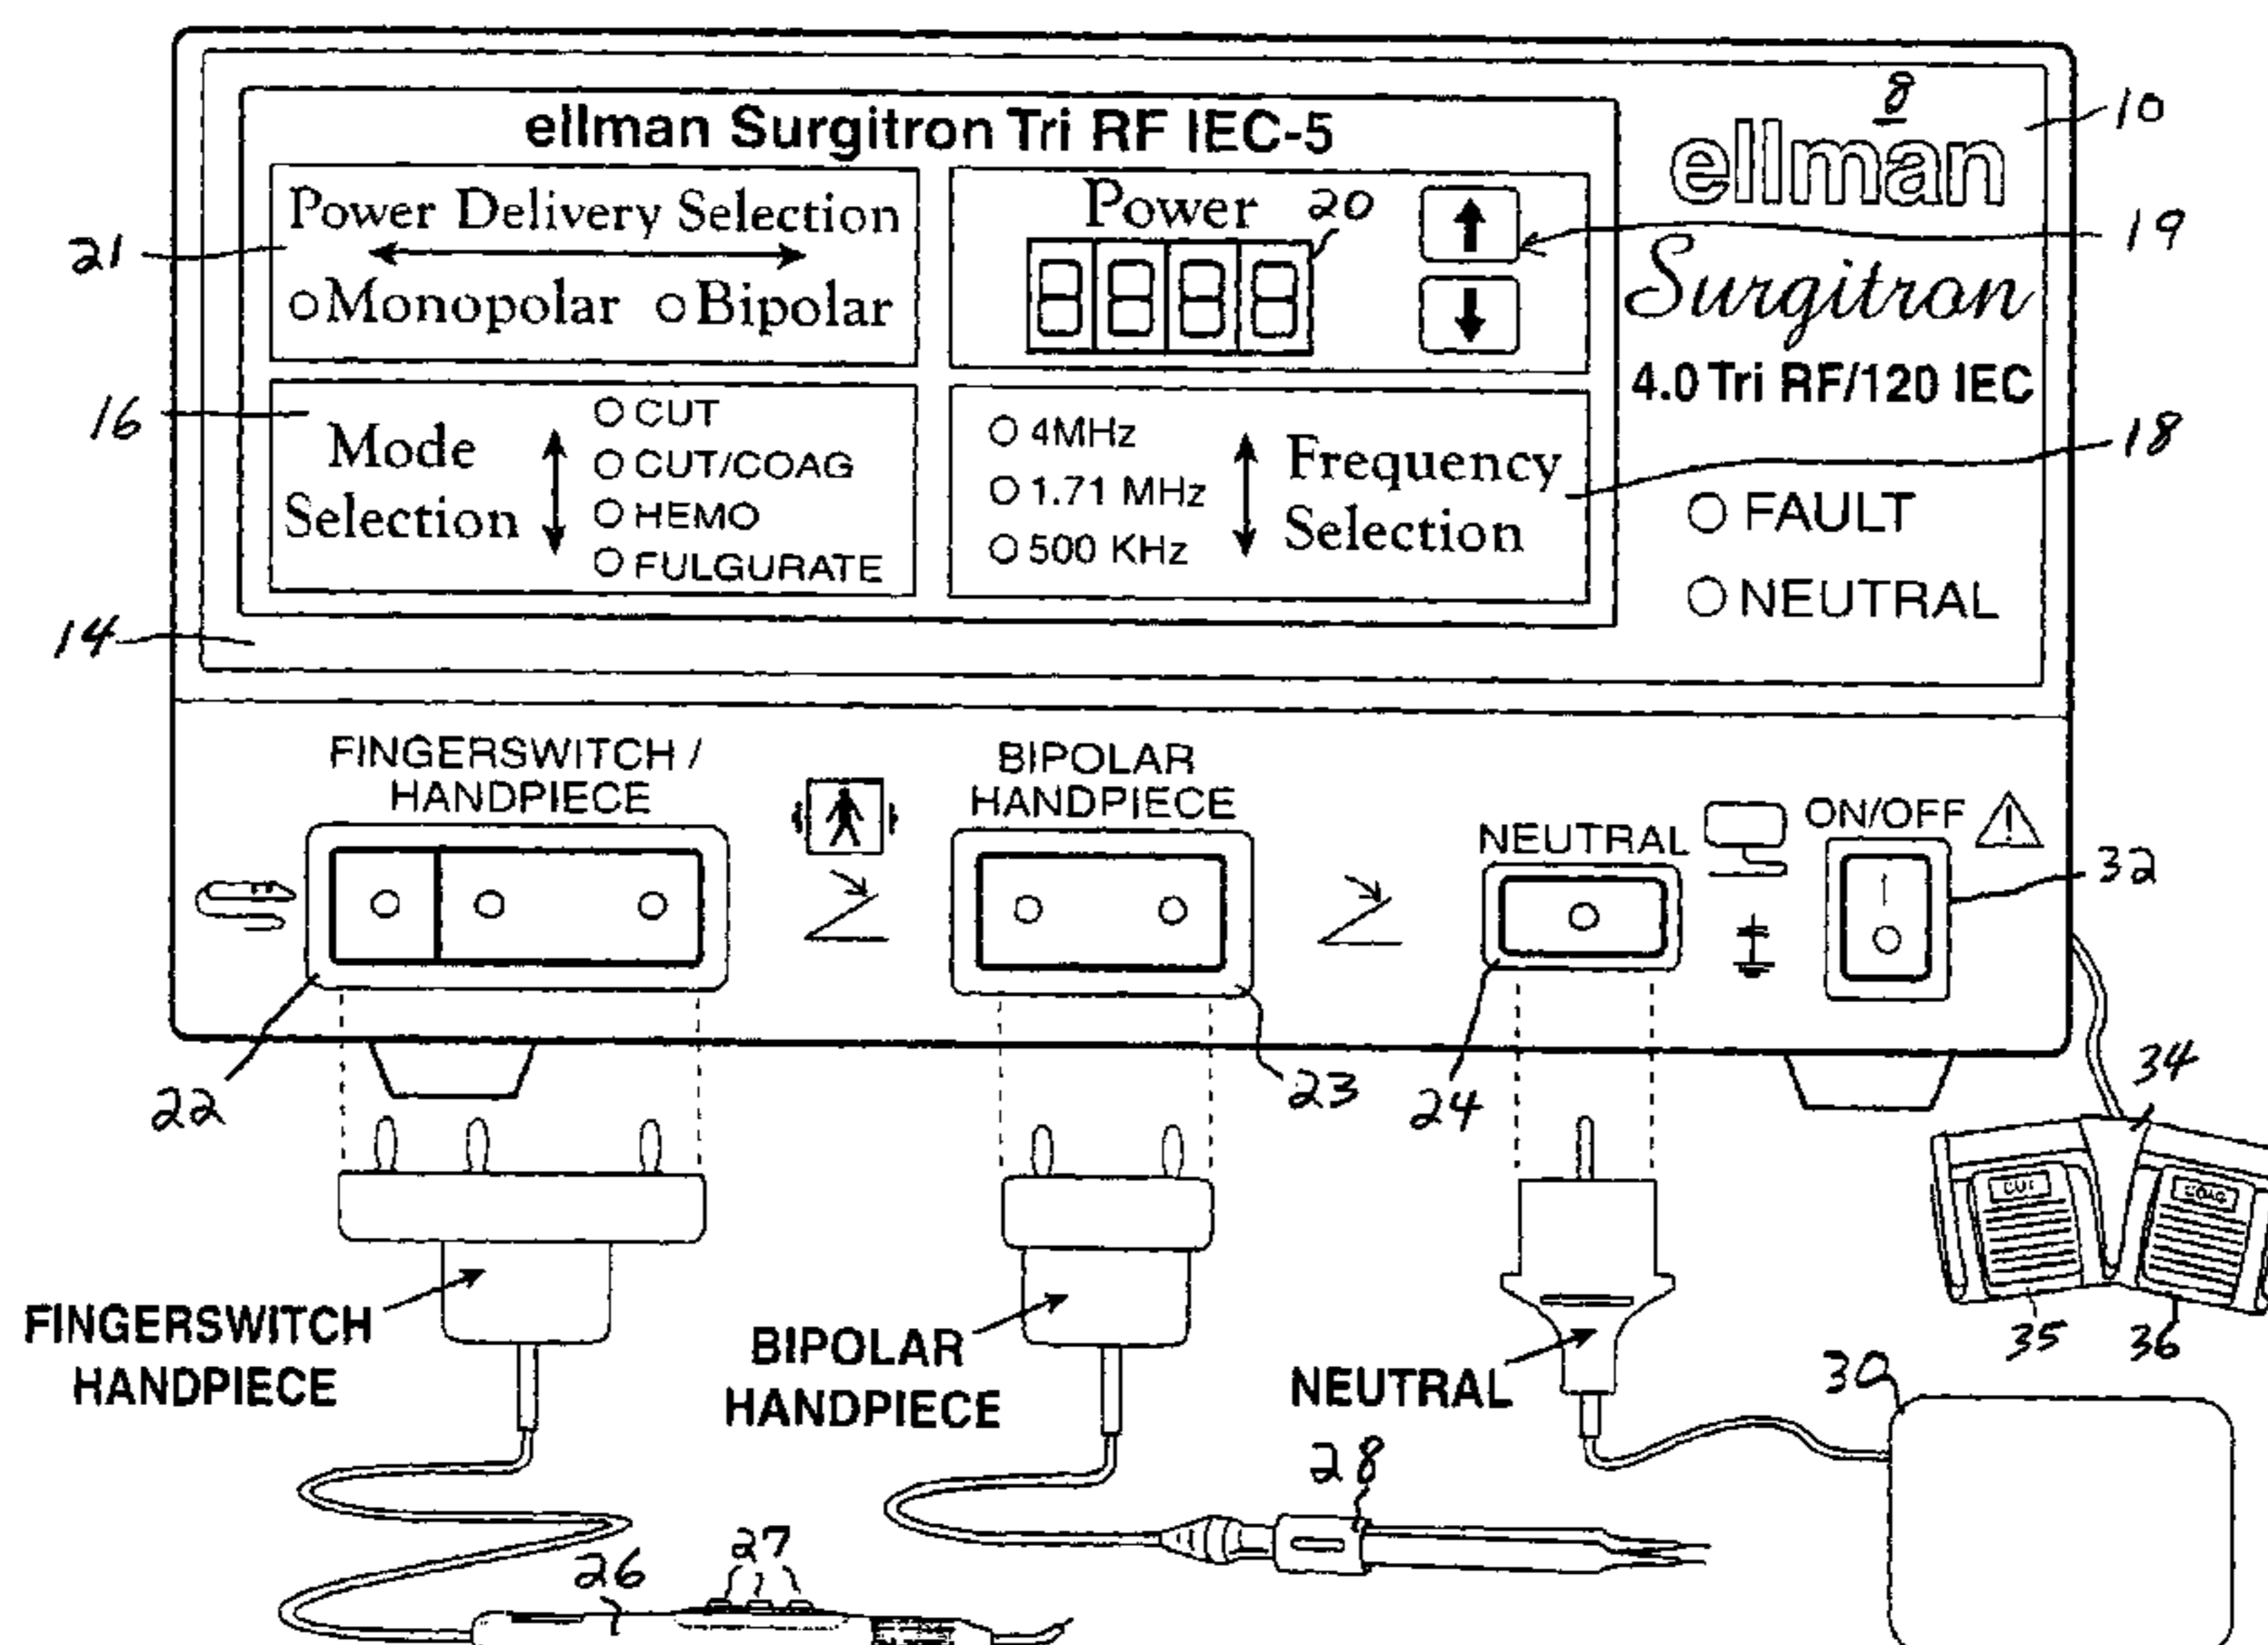 8
10
ellman Surgitron Tri RF IEC-5
ellman
Power Delivery Selection
Monopolar Bipolar
21
Power
20
8888
19
Surgitron
4.0 Tri RF/120 IEC
16
Mode
Selection
CUT
CUT/COAG
HEMO
FULGURATE
4MHz
1.71 MHz
500 KHz
Frequency
Selection
18
FAULT
NEUTRAL
14
FINGERSWITCH /
HANDPIECE
BIPOLAR
HANDPIECE
NEUTRAL
ON/OFF
32
22
23
24
34
CUT
COAG
35
36
FINGERSWITCH
HANDPIECE
BIPOLAR
HANDPIECE
NEUTRAL
30
28
27
26